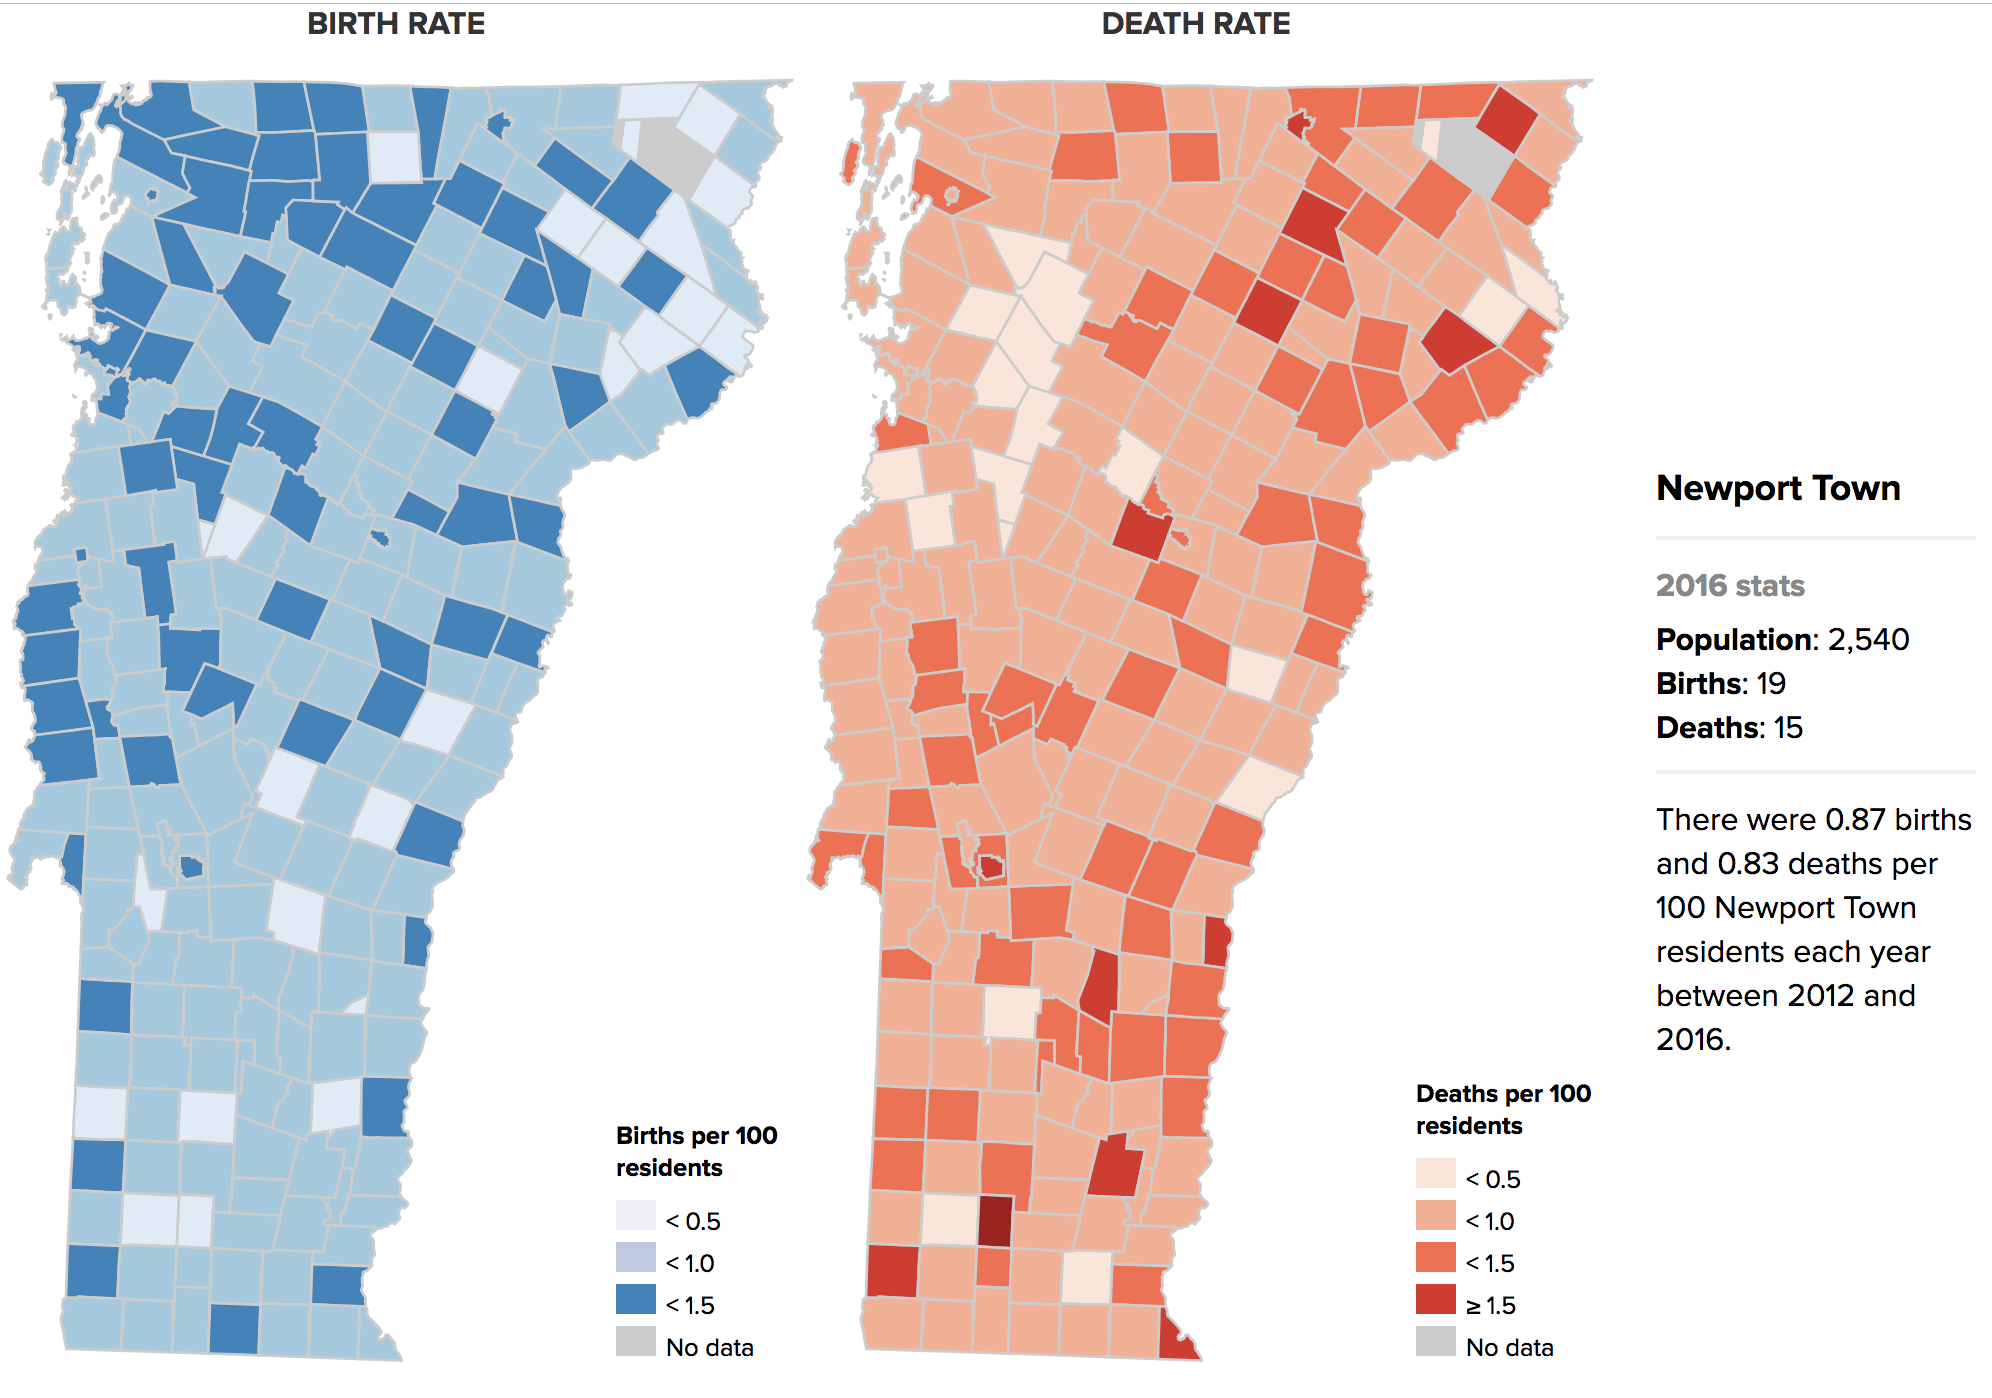 BIRTH RATE
DEATH RATE
Newport Town
2016 stats
Population: 2,540
Births: 19
Deaths: 15
There were 0.87 births
and 0.83 deaths per
100 Newport Town
residents each year
between 2012 and
2016.
Births per 100
residents
< 0.5
< 1.0
< 1.5
No data
Deaths per 100
residents
< 0.5
< 1.0
< 1.5
≥ 1.5
No data